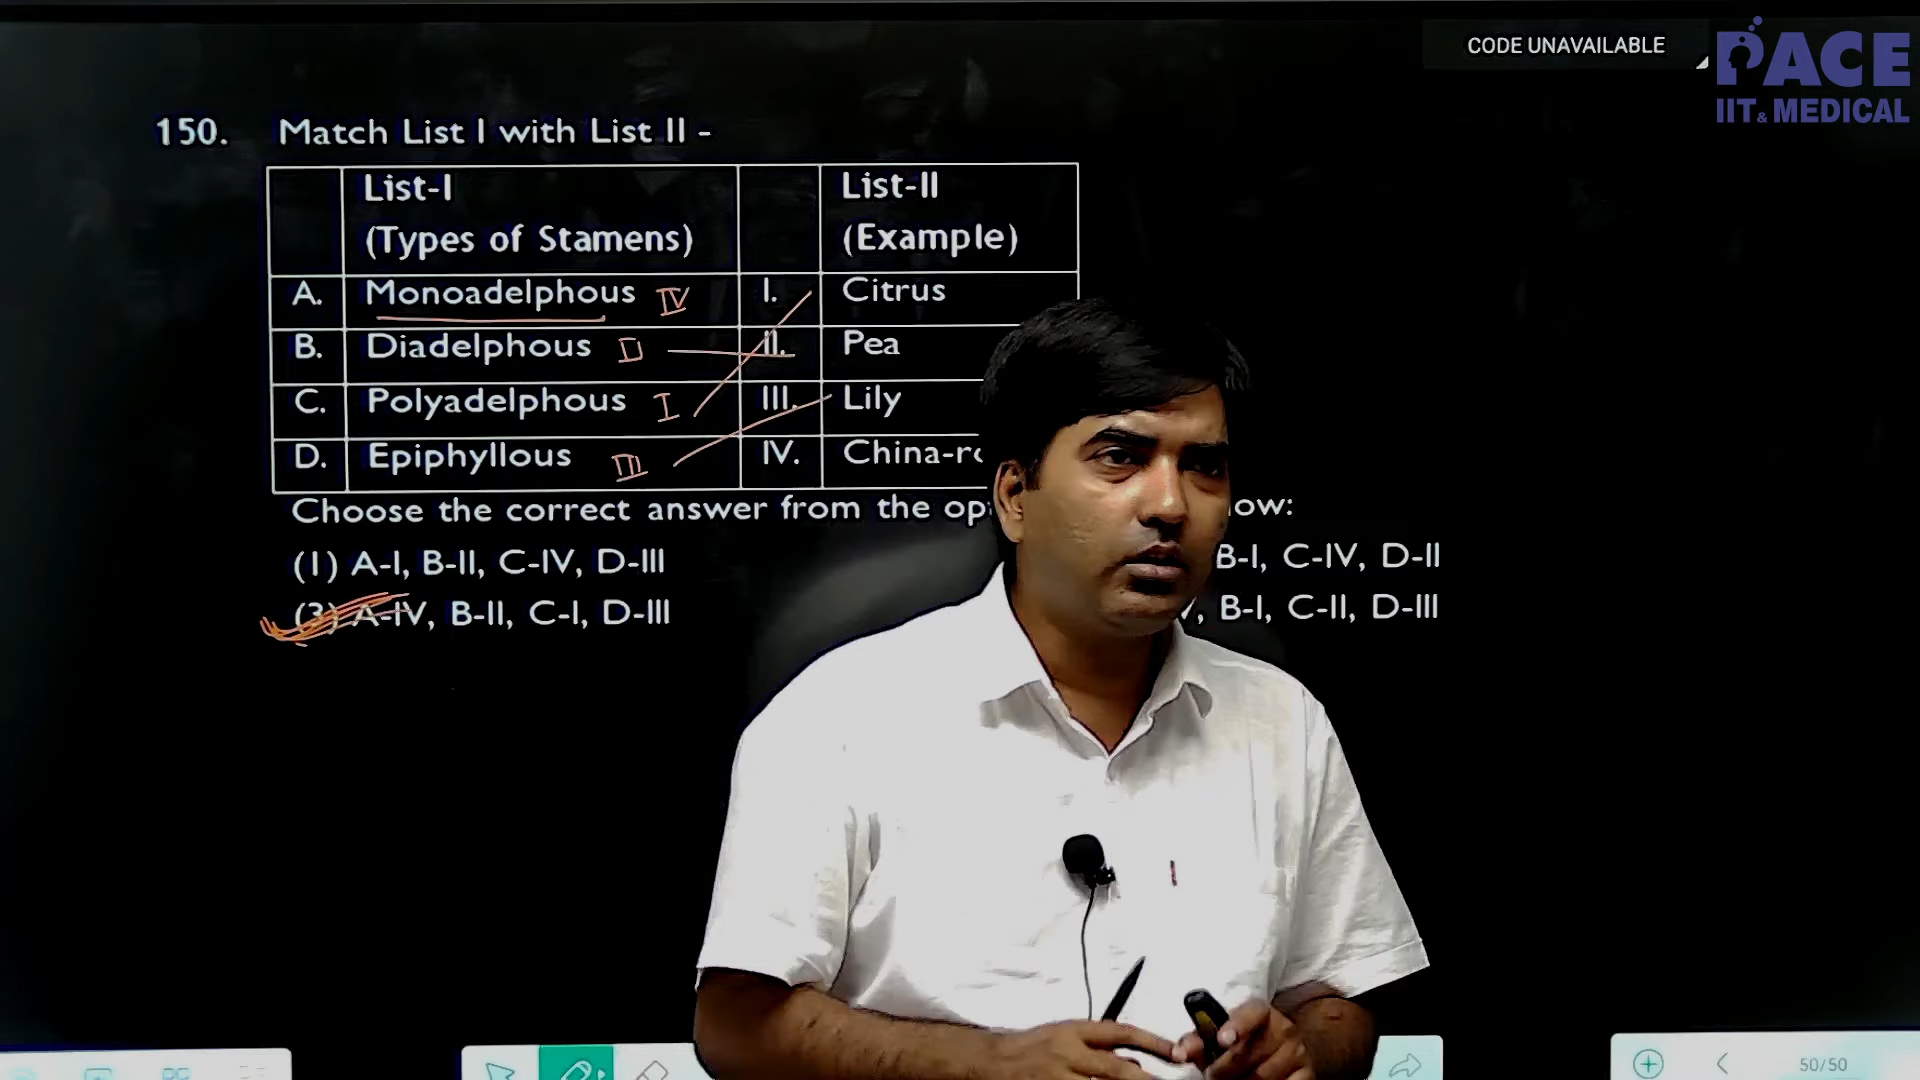 CODE UNAVAILABLE
PACE
IIT & MEDICAL
150. Match List I with List II -
List-I List-II
(Types of Stamens) (Example)
A. Monoadelphous IV I. Citrus
B. Diadelphous II II. Pea
C. Polyadelphous I III. Lily
D. Epiphyllous III IV. China-
Choose the correct answer from the
(1) A-I, B-II, C-IV, D-III B-I, C-IV, D-II
(3) A-IV, B-II, C-I, D-III B-I, C-II, D-III
50/50